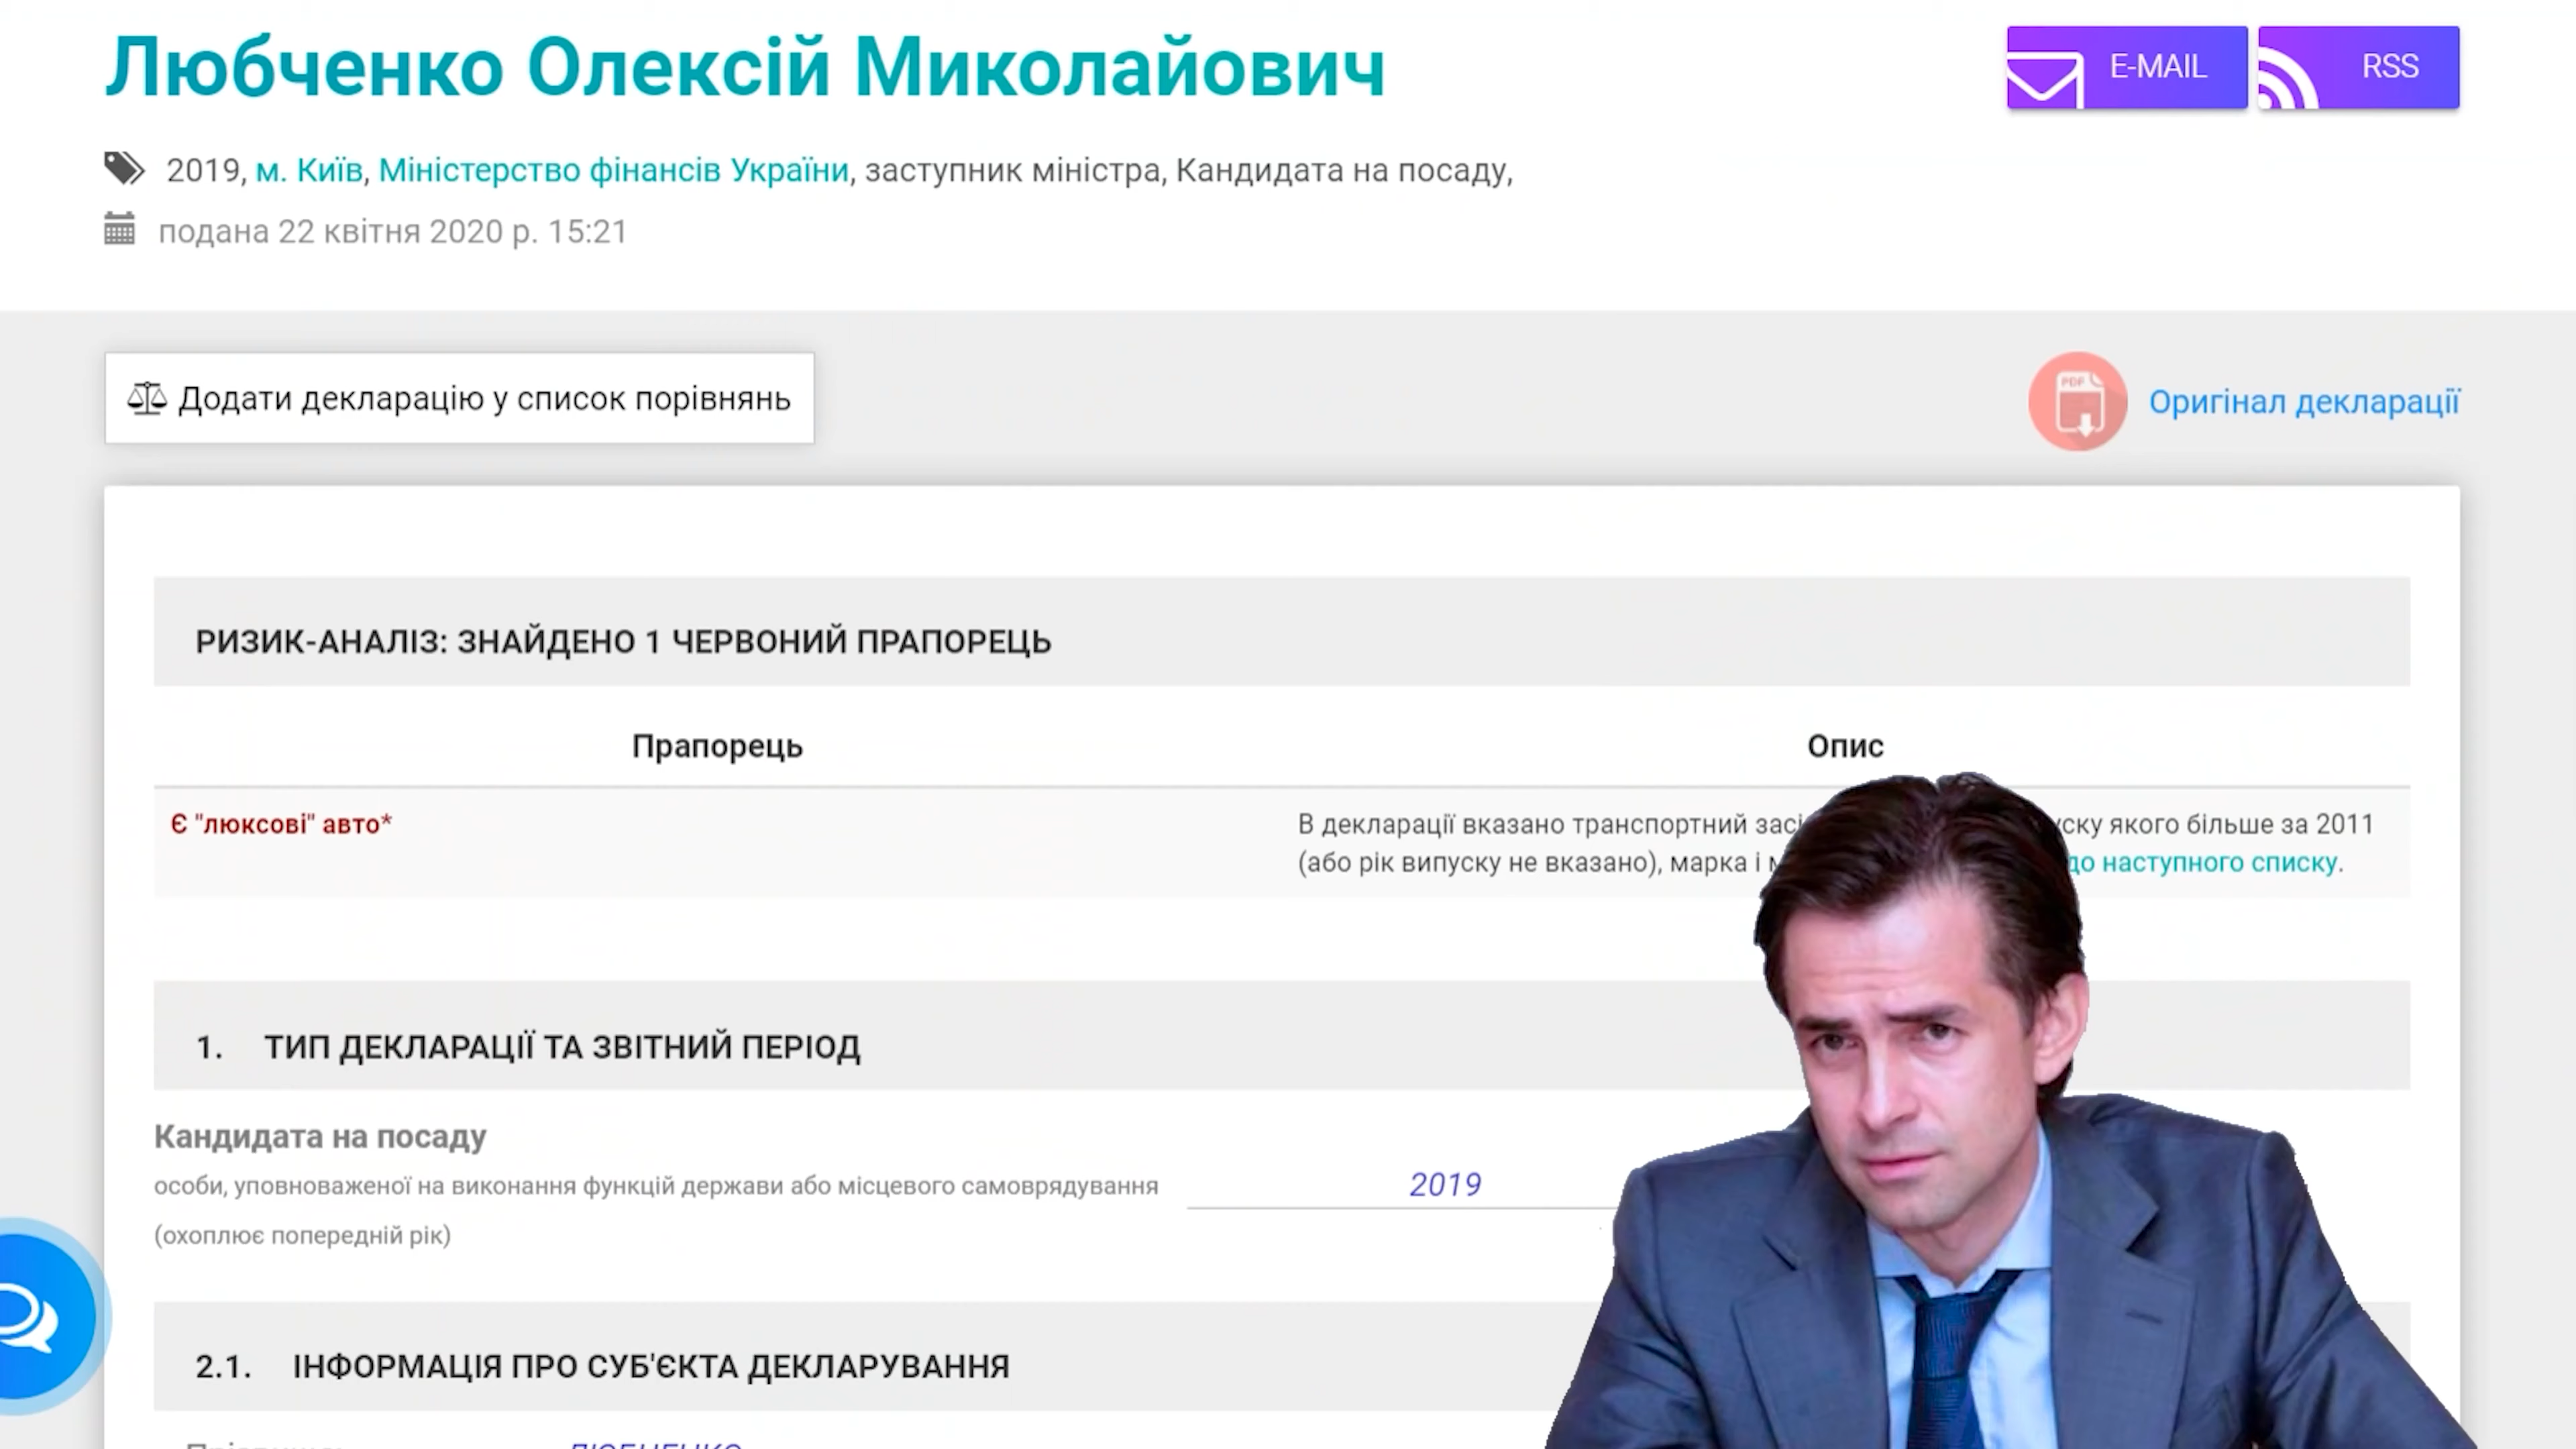 Любченко Олексій Миколайович
E-MAIL
RSS
2019, м. Київ, Міністерство фінансів України, заступник міністра, Кандидата на посаду,
подана 22 квітня 2020 р. 15:21
Додати декларацію у список порівнянь
PDF
Оригінал декларації
РИЗИК-АНАЛІЗ: ЗНАЙДЕНО 1 ЧЕРВОНИЙ ПРАПОРЕЦЬ
Прапорець
Опис
Є "люксові" авто*
В декларації вказано транспортний якого більше за 2011
(або рік випуску не вказано), марка і до наступного списку.
1. ТИП ДЕКЛАРАЦІЇ ТА ЗВІТНИЙ ПЕРІОД
Кандидата на посаду
особи, уповноваженої на виконання функцій держави або місцевого самоврядування
(охоплює попередній рік)
2019
2.1. ІНФОРМАЦІЯ ПРО СУБ'ЄКТА ДЕКЛАРУВАННЯ